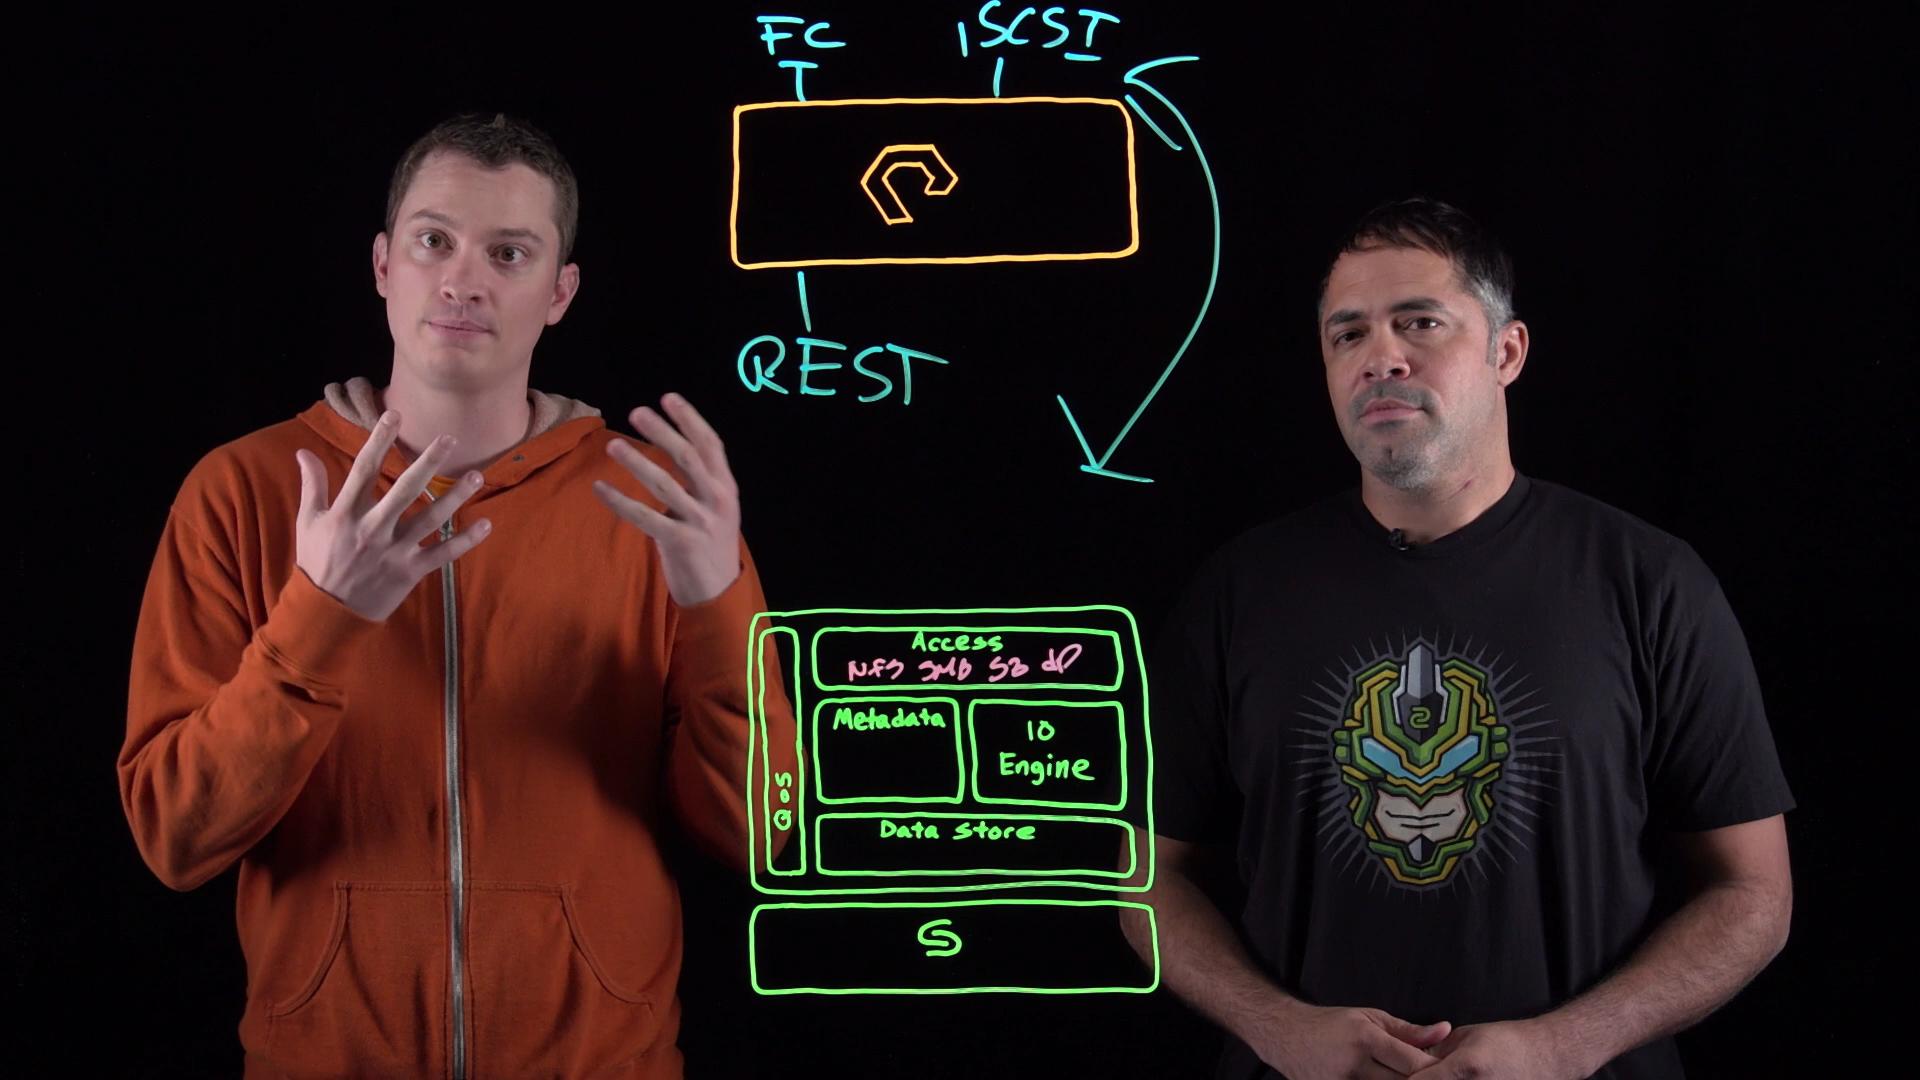 FC iSCSI
REST
Access
NFS SMB S3
Metadata
IO
Engine
QoS
Data Store